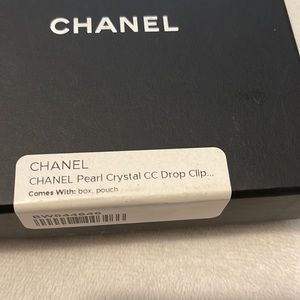 CHANEL
CHANEL
CHANEL Pearl Crystal CC Drop Clip...
Comes With: box, pouch